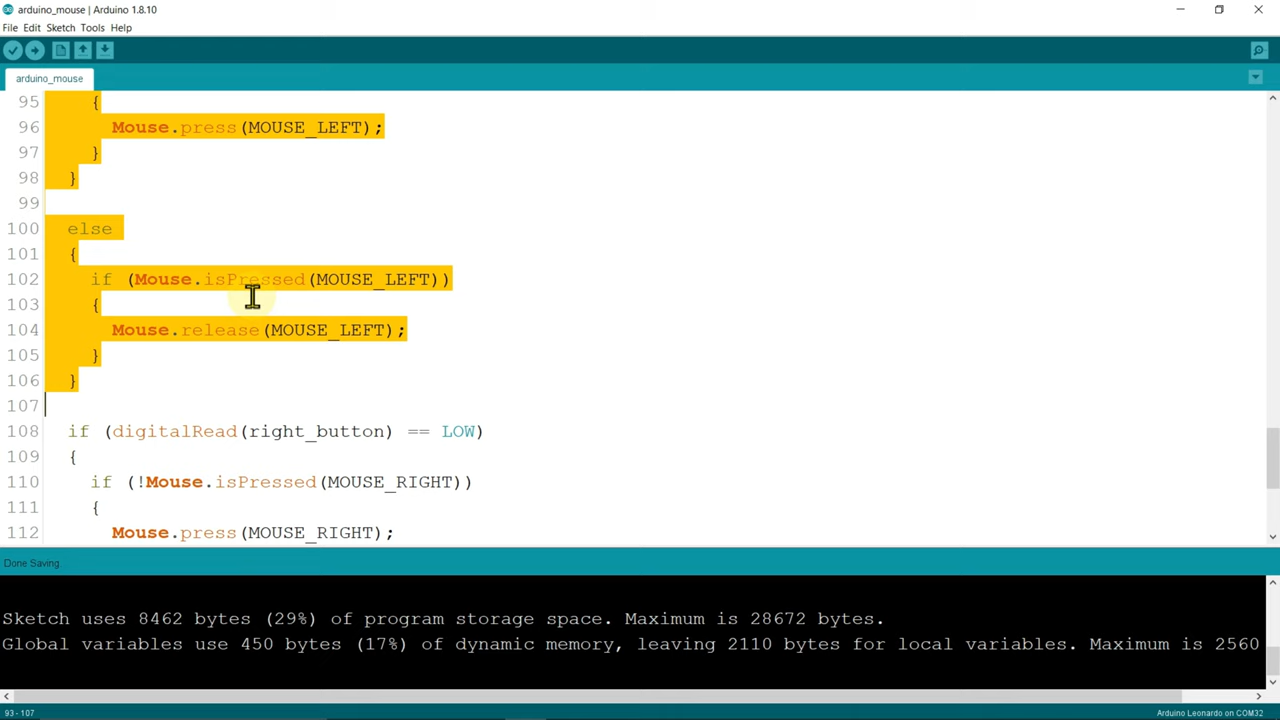 arduino_mouse | Arduino 1.8.10
File Edit Sketch Tools Help
arduino_mouse
95 {
96 Mouse.press(MOUSE_LEFT);
97 }
98 }
99
100 else
101 {
102 if (Mouse.isPressed(MOUSE_LEFT))
103 {
104 Mouse.release(MOUSE_LEFT);
105 }
106 }
107
108 if (digitalRead(right_button) == LOW)
109 {
110 if (!Mouse.isPressed(MOUSE_RIGHT))
111 {
112 Mouse.press(MOUSE_RIGHT);
Done Saving
Sketch uses 8462 bytes (29%) of program storage space. Maximum is 28672 bytes.
Global variables use 450 bytes (17%) of dynamic memory, leaving 2110 bytes for local variables. Maximum is 2560
93 - 107
Arduino Leonardo on COM32